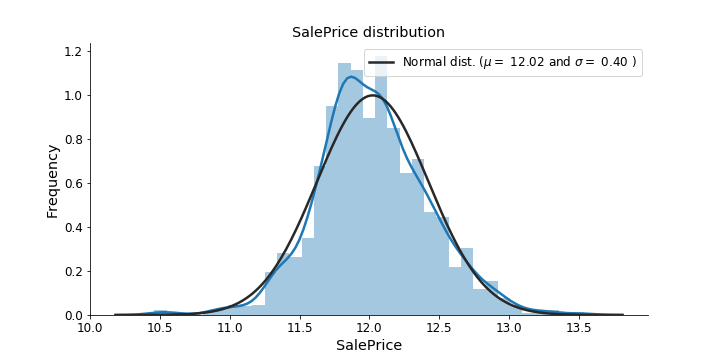 SalePrice distribution
Normal dist. (μ = 12.02 and σ = 0.40 )
1.2
1.0
0.8
0.6
0.4
0.2
0.0
Frequency
10.0 10.5 11.0 11.5 12.0 12.5 13.0 13.5
SalePrice